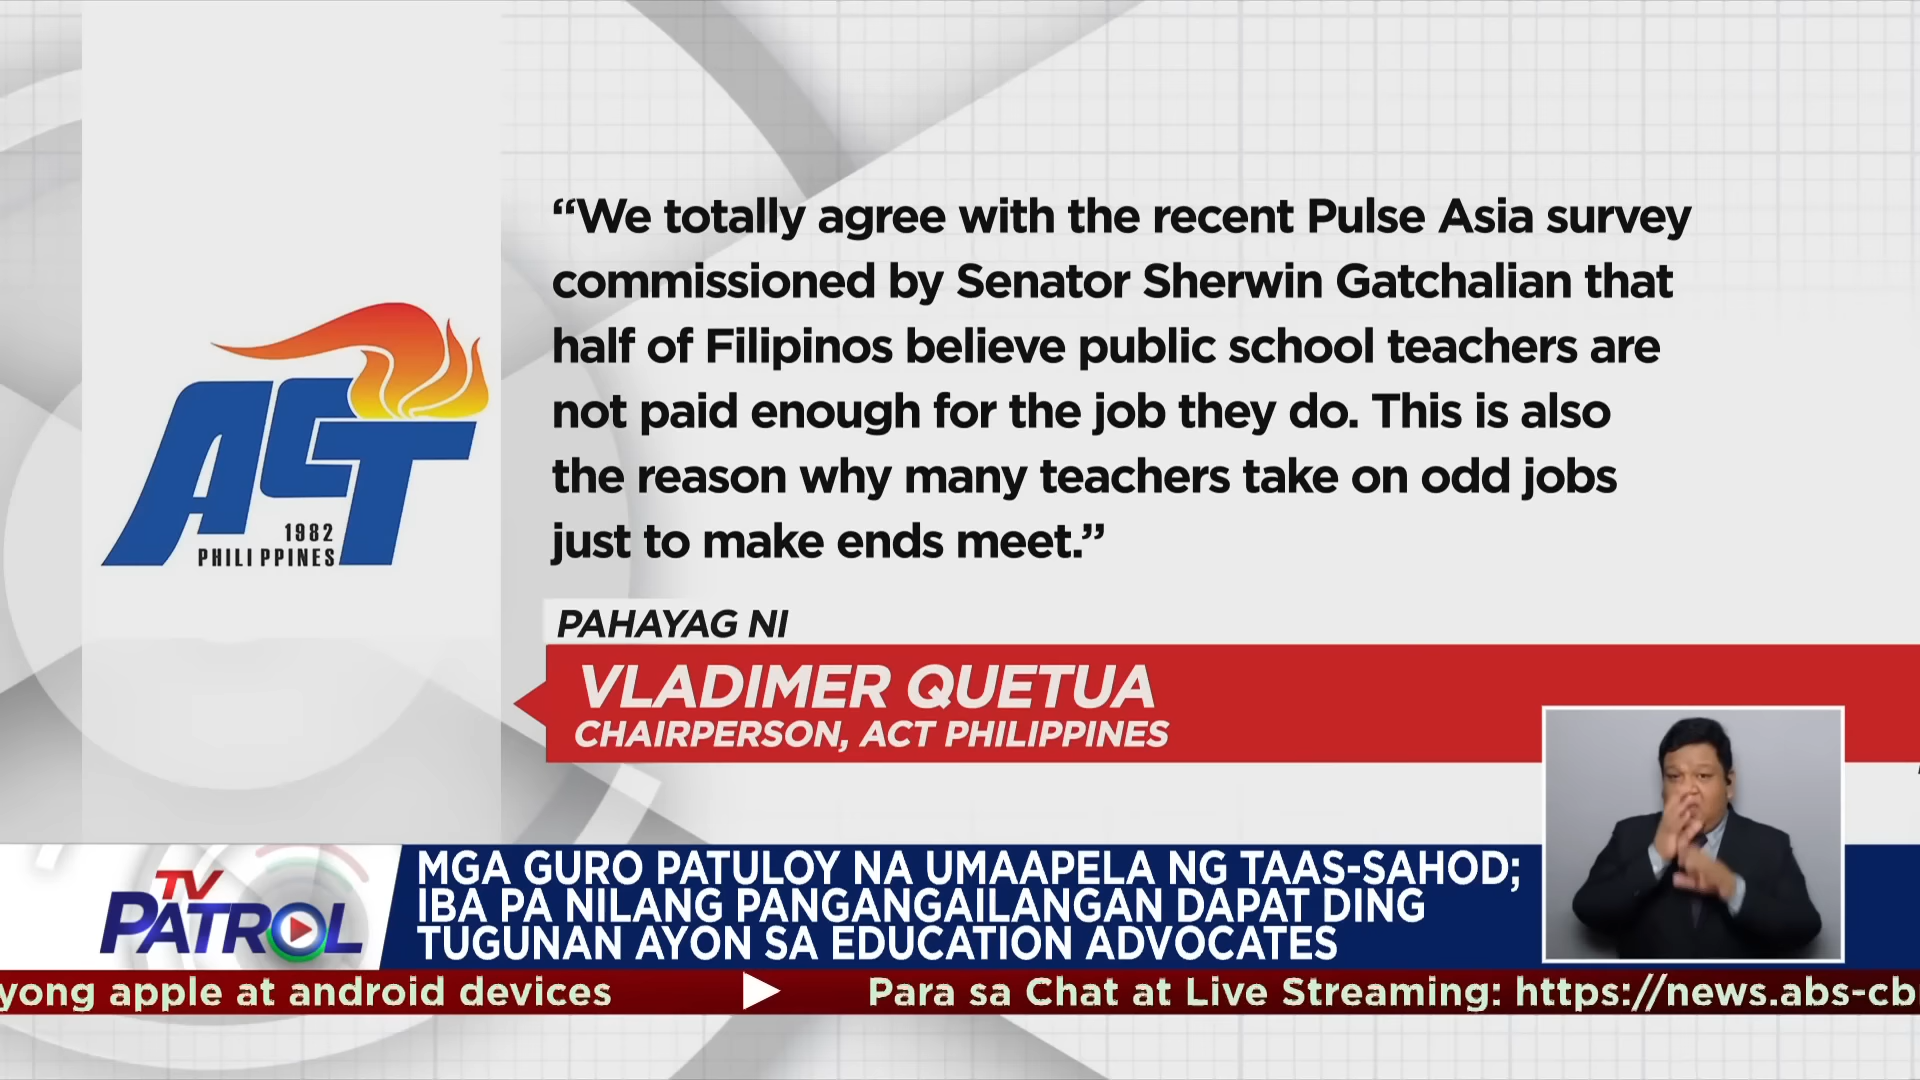 “We totally agree with the recent Pulse Asia survey
commissioned by Senator Sherwin Gatchalian that
half of Filipinos believe public school teachers are
not paid enough for the job they do. This is also
the reason why many teachers take on odd jobs
just to make ends meet.”
ACT
1982
PHILIPPINES
PAHAYAG NI
VLADIMER QUETUA
CHAIRPERSON, ACT PHILIPPINES
TV
PATROL
MGA GURO PATULOY NA UMAAPELA NG TAAS-SAHOD;
IBA PA NILANG PANGANGAILANGAN DAPAT DING
TUGUNAN AYON SA EDUCATION ADVOCATES
yong apple at android devices Para sa Chat at Live Streaming: https://news.abs-cb